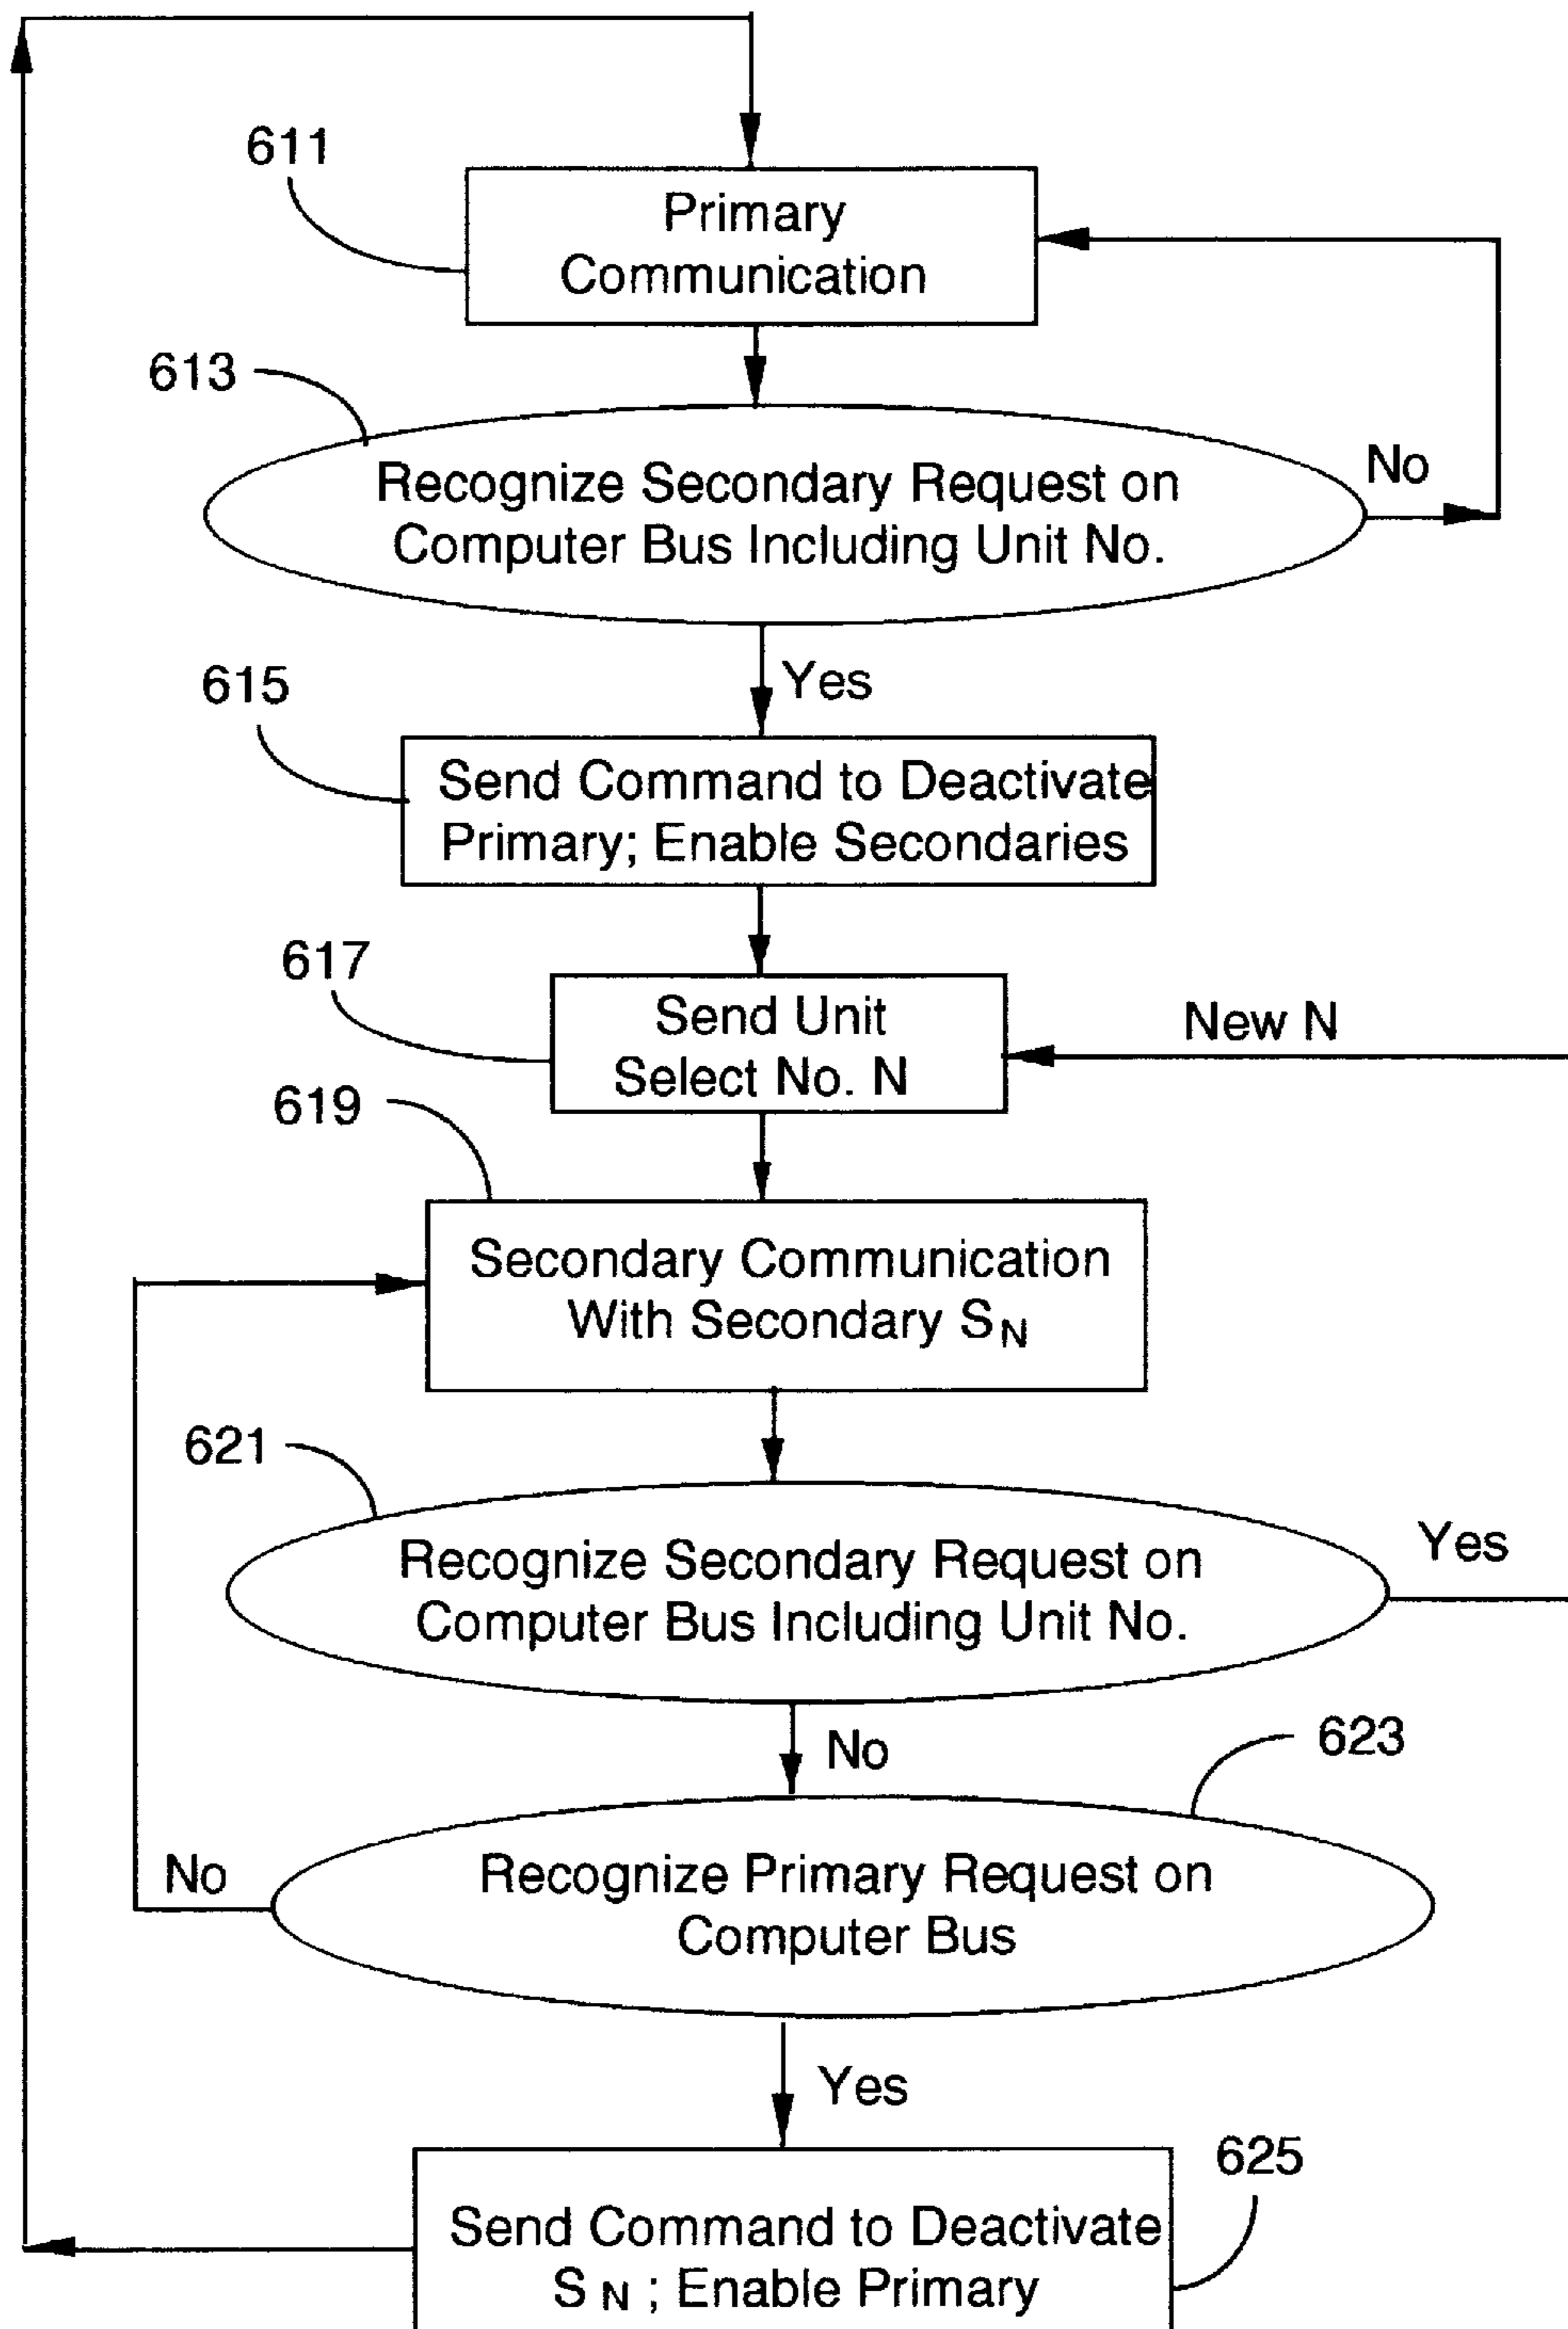 611
Primary
Communication
613
Recognize Secondary Request on
Computer Bus Including Unit No.
No
Yes
615
Send Command to Deactivate
Primary; Enable Secondaries
617
Send Unit
Select No. N
New N
619
Secondary Communication
With Secondary S N
621
Recognize Secondary Request on
Computer Bus Including Unit No.
Yes
No
623
Recognize Primary Request on
Computer Bus
No
Yes
625
Send Command to Deactivate
S N ; Enable Primary